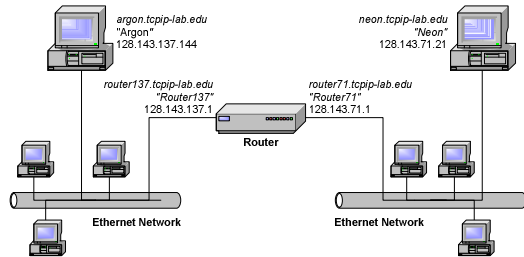 argon.tcpip-lab.edu
"Argon"
128.143.137.144
neon.tcpip-lab.edu
"Neon"
128.143.71.21
router137.tcpip-lab.edu
"Router137"
128.143.137.1
router71.tcpip-lab.edu
"Router71"
128.143.71.1
Router
Ethernet Network
Ethernet Network